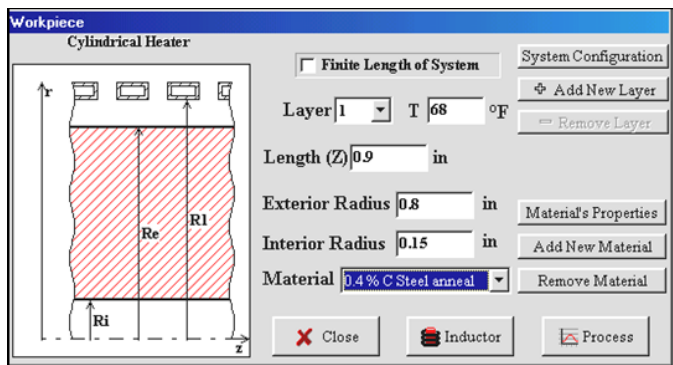 Workpiece
Cylindrical Heater
r
R1
Re
Ri
z
Finite Length of System
System Configuration
Layer 1 T 68 °F
Add New Layer
Remove Layer
Length (Z) 0.9 in
Exterior Radius 0.8 in
Material's Properties
Interior Radius 0.15 in
Add New Material
Material 0.4 % C Steel anneal
Remove Material
Close
Inductor
Process